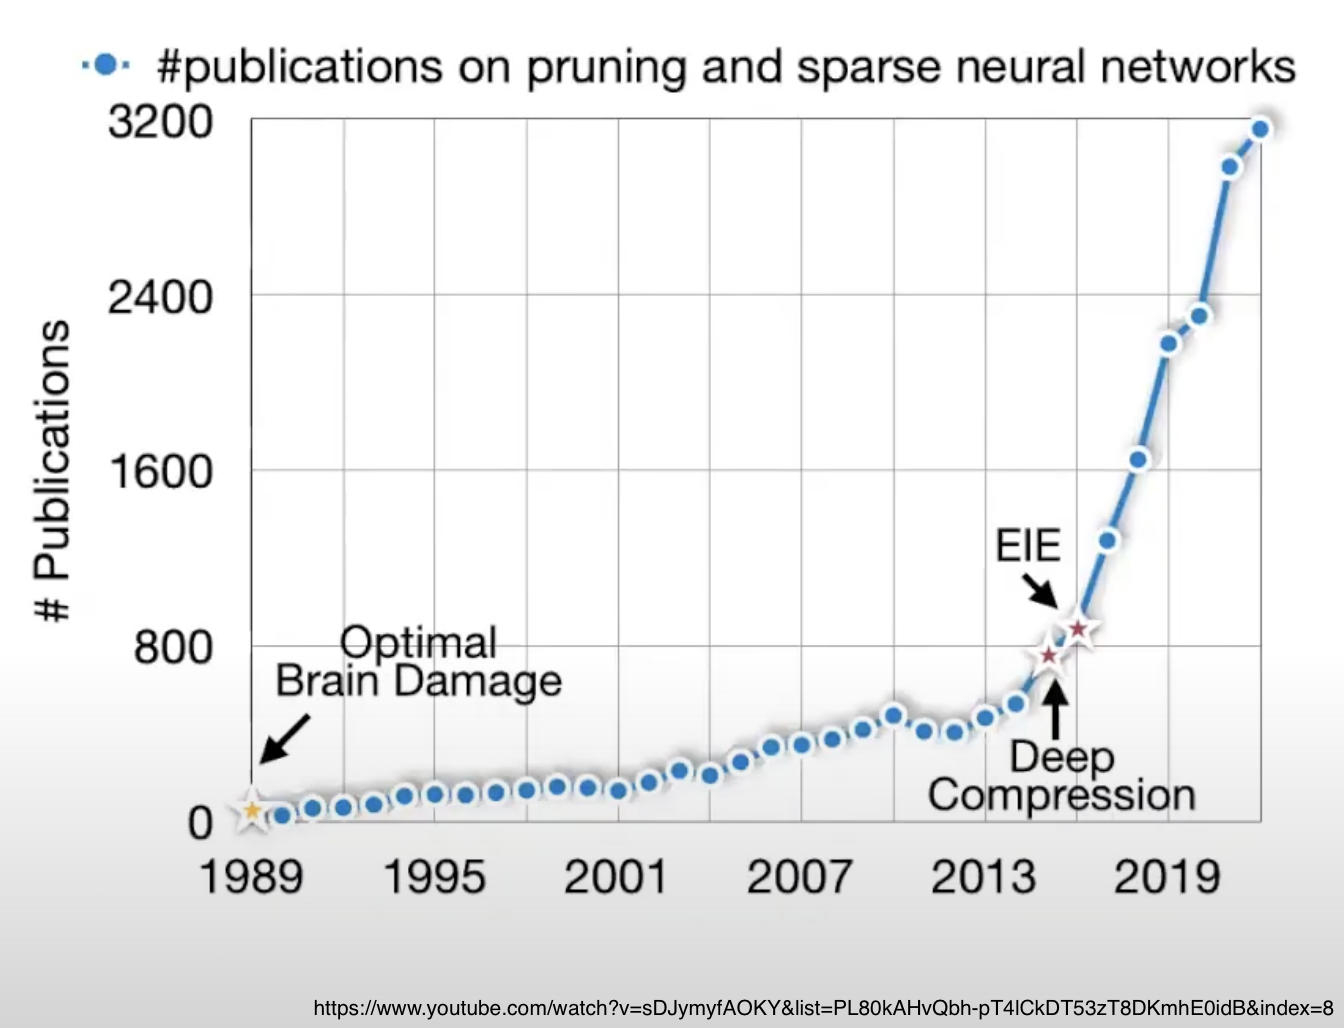 #publications on pruning and sparse neural networks
3200
2400
1600
800
0
# Publications
Optimal
Brain Damage
EIE
Deep
Compression
1989 1995 2001 2007 2013 2019
https://www.youtube.com/watch?v=sDJymyfAOKY&list=PL80kAHvQbh-pT4lCkDT53zT8DKmhE0idB&index=8